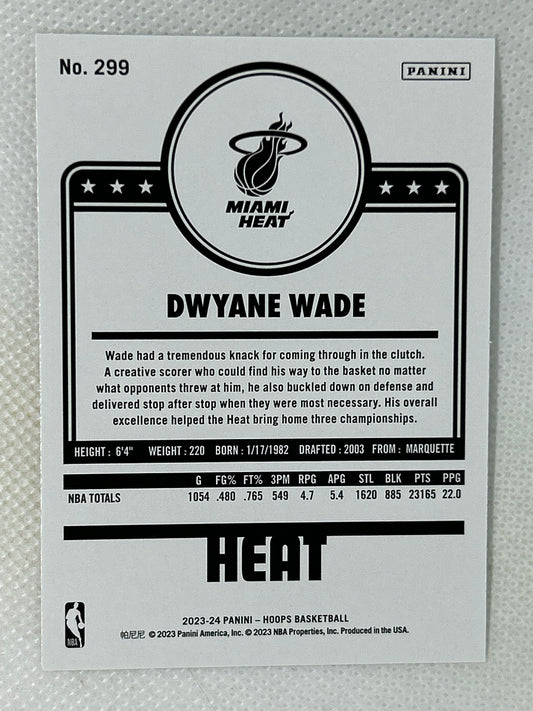 No. 299
PANINI
MIAMI
HEAT
DWYANE WADE
Wade had a tremendous knack for coming through in the clutch.
A creative scorer who could find his way to the basket no matter
what opponents threw at him, he also buckled down on defense and
delivered stop after stop when they were most necessary. His overall
excellence helped the Heat bring home three championships.
HEIGHT : 6'4" WEIGHT : 220 BORN : 1/17/1982 DRAFTED : 2003 FROM : MARQUETTE
G FG% FT% 3PM RPG APG STL BLK PTS PPG
NBA TOTALS 1054 .480 .765 549 4.7 5.4 1620 885 23165 22.0
HEAT
2023-24 PANINI – HOOPS BASKETBALL
帕尼尼 © 2023 Panini America, Inc. © 2023 NBA Properties, Inc. Produced in the USA.
NBA